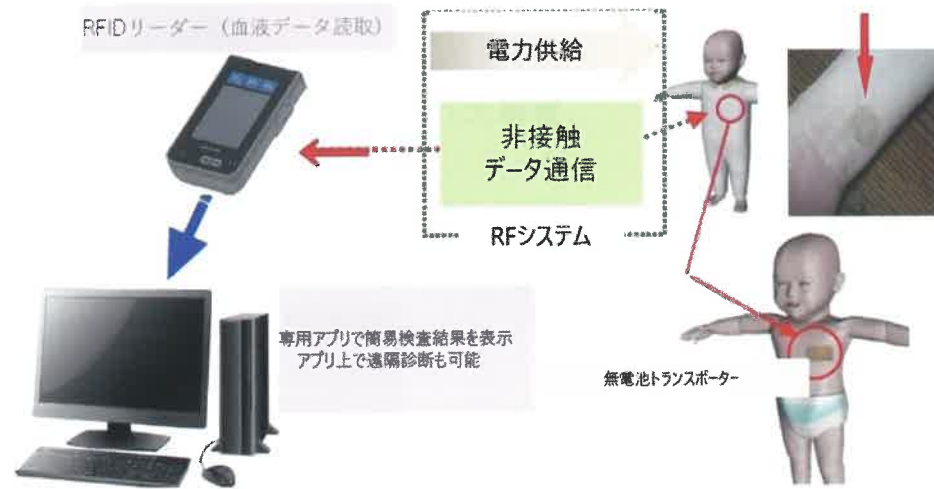 RFIDリーダー（血液データ読取）
電力供給
非接触
データ通信
RFシステム
専用アプリで簡易検査結果を表示
アプリ上で遠隔診断も可能
無電池トランスポーター